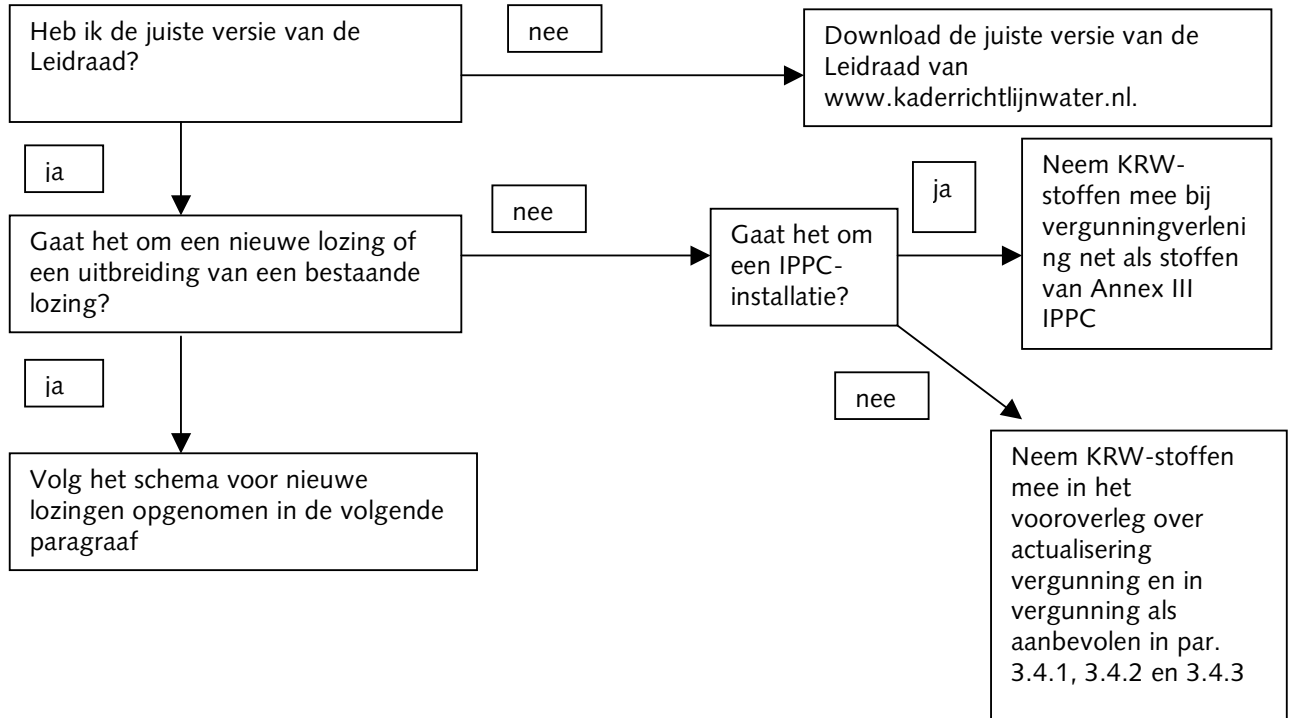 Heb ik de juiste versie van de
Leidraad?
nee
Download de juiste versie van de
Leidraad van
www.kaderrichtlijnwater.nl.
ja
Gaat het om een nieuwe lozing of
een uitbreiding van een bestaande
lozing?
nee
Gaat het om
een IPPC-
installatie?
ja
Neem KRW-
stoffen mee bij
vergunningverleni
ng net als stoffen
van Annex III
IPPC
ja
Volg het schema voor nieuwe
lozingen opgenomen in de volgende
paragraaf
nee
Neem KRW-stoffen
mee in het
vooroverleg over
actualisering
vergunning en in
vergunning als
aanbevolen in par.
3.4.1, 3.4.2 en 3.4.3